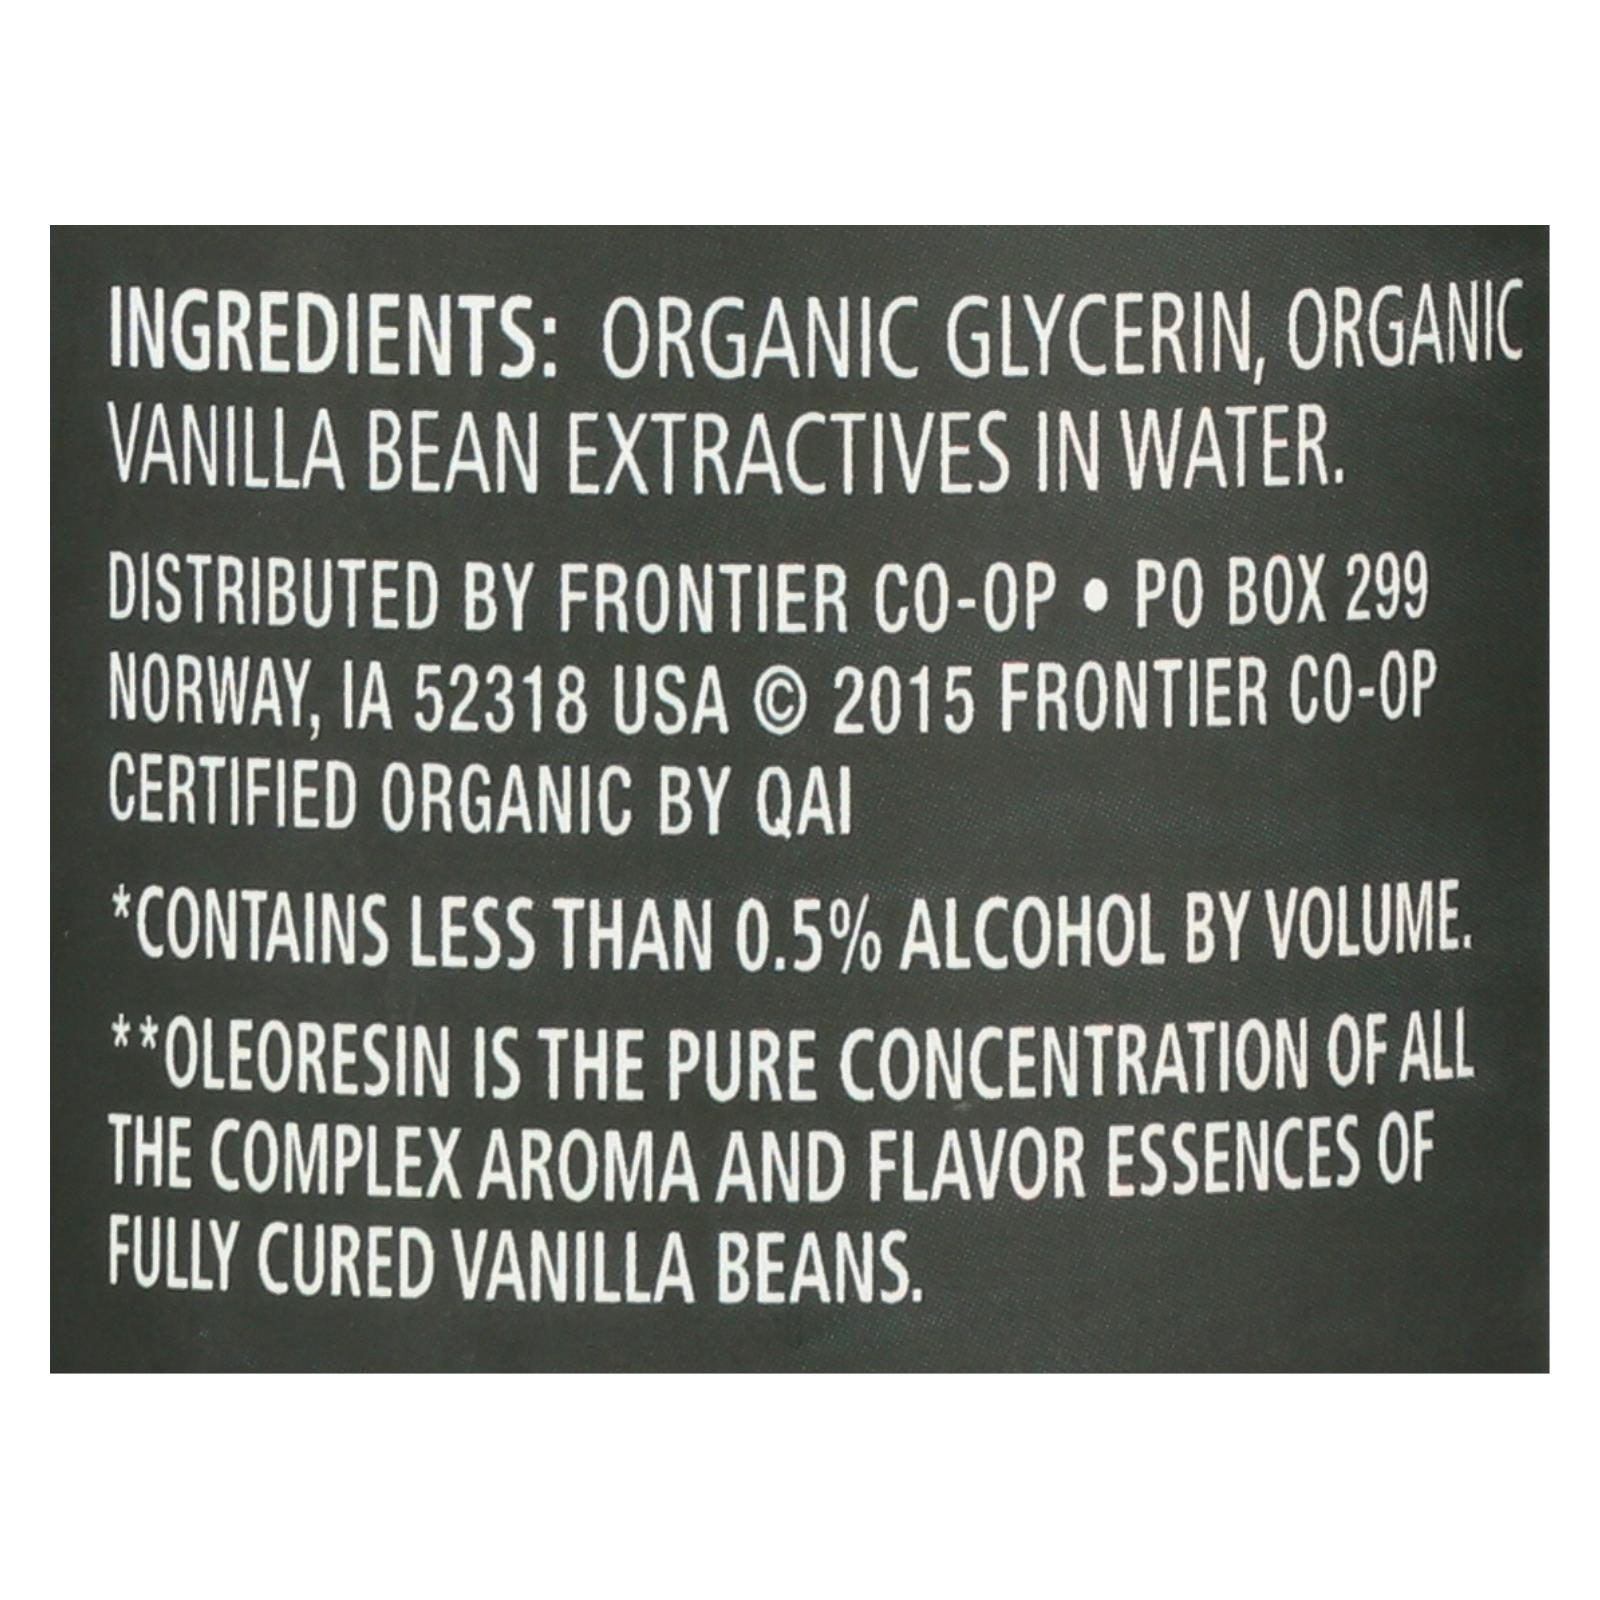 INGREDIENTS: ORGANIC GLYCERIN, ORGANIC
VANILLA BEAN EXTRACTIVES IN WATER.
DISTRIBUTED BY FRONTIER CO-OP • PO BOX 299
NORWAY, IA 52318 USA © 2015 FRONTIER CO-OP
CERTIFIED ORGANIC BY QAI
*CONTAINS LESS THAN 0.5% ALCOHOL BY VOLUME.
**OLEORESIN IS THE PURE CONCENTRATION OF ALL
THE COMPLEX AROMA AND FLAVOR ESSENCES OF
FULLY CURED VANILLA BEANS.